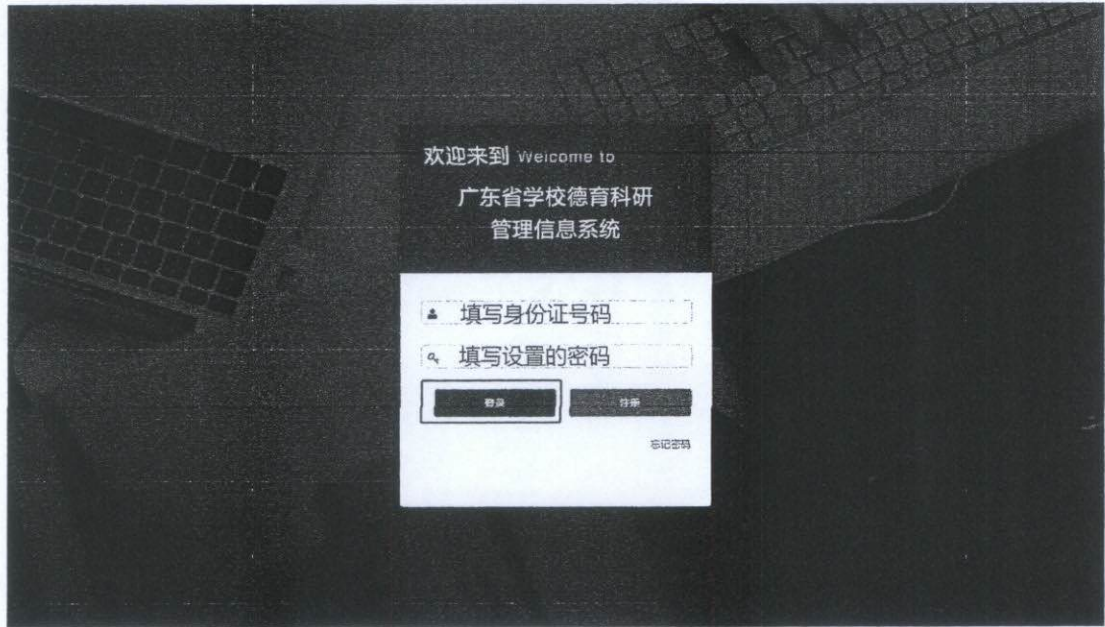 欢迎来到 Welcome to
广东省学校德育科研
管理信息系统
填写身份证号码
填写设置的密码
登录 注册
忘记密码